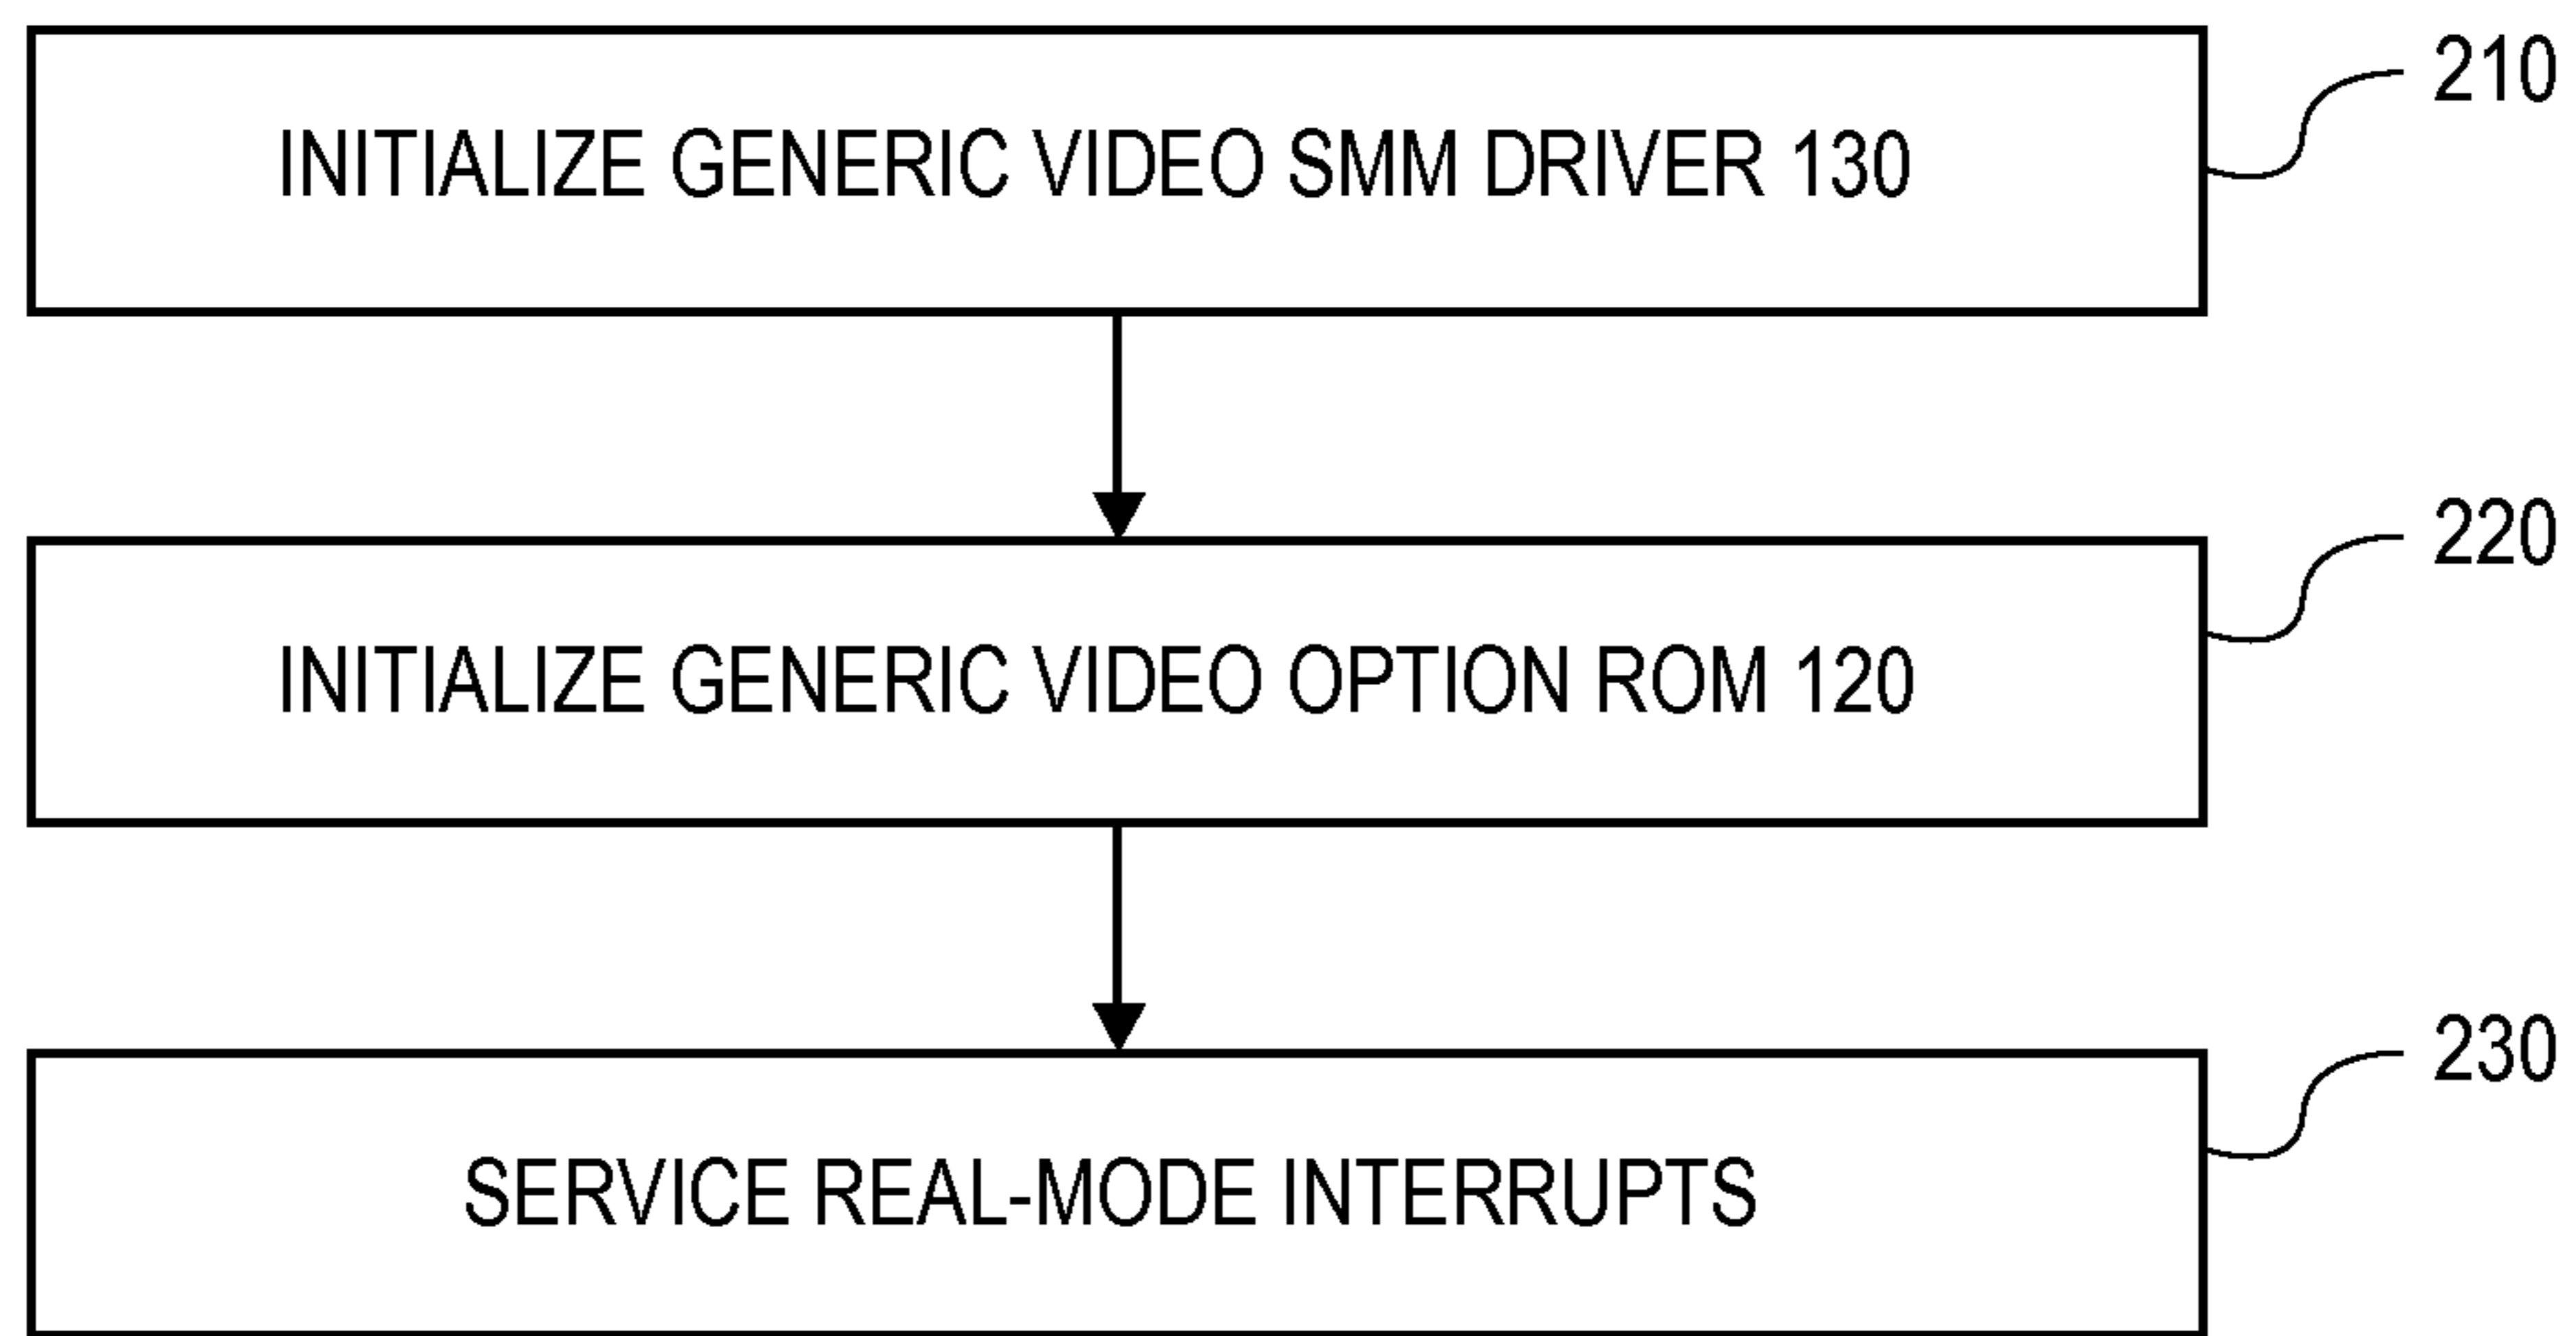 INITIALIZE GENERIC VIDEO SMM DRIVER 130
210
INITIALIZE GENERIC VIDEO OPTION ROM 120
220
SERVICE REAL-MODE INTERRUPTS
230